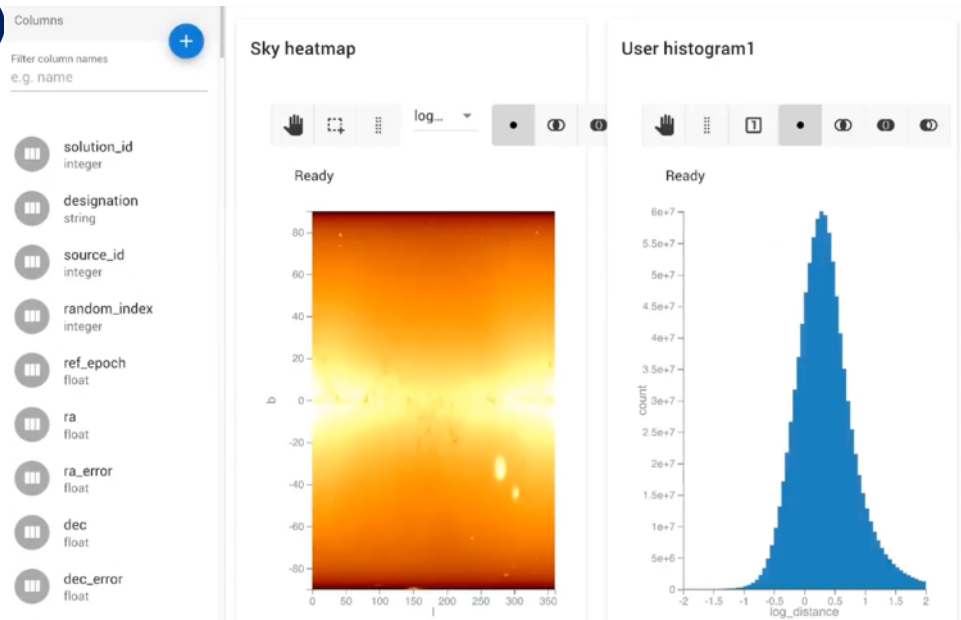 Columns
+
Filter column names
e.g. name
solution_id
integer
designation
string
source_id
integer
random_index
integer
ref_epoch
float
ra
float
ra_error
float
dec
float
dec_error
float
Sky heatmap
log...
Ready
80
60
40
20
0
-20
-40
-60
-80
b
0 50 100 150 200 250 300 350
l
User histogram1
1
Ready
6e+7
5.5e+7
5e+7
4.5e+7
4e+7
3.5e+7
3e+7
2.5e+7
2e+7
1.5e+7
1e+7
5e+6
0
count
-2 -1.5 -1 -0.5 0 0.5 1 1.5 2
log_distance